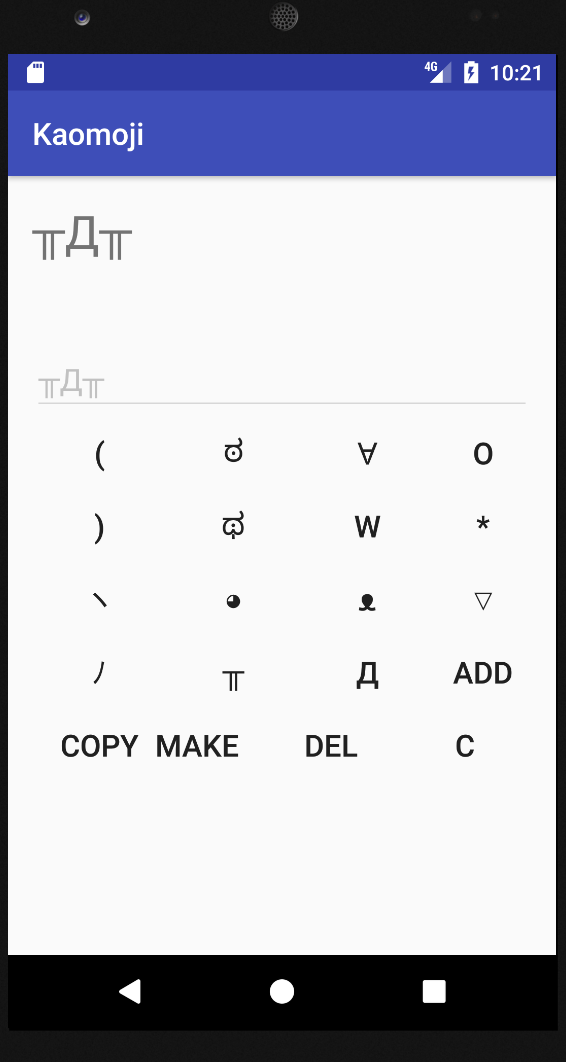 4G 10:21
Kaomoji
╥Д╥
╥Д╥
( ಠ ∀ O
) ಥ W *
ヽ ◕ ᴥ ▽
ﾉ ╥ Д ADD
COPY MAKE DEL C